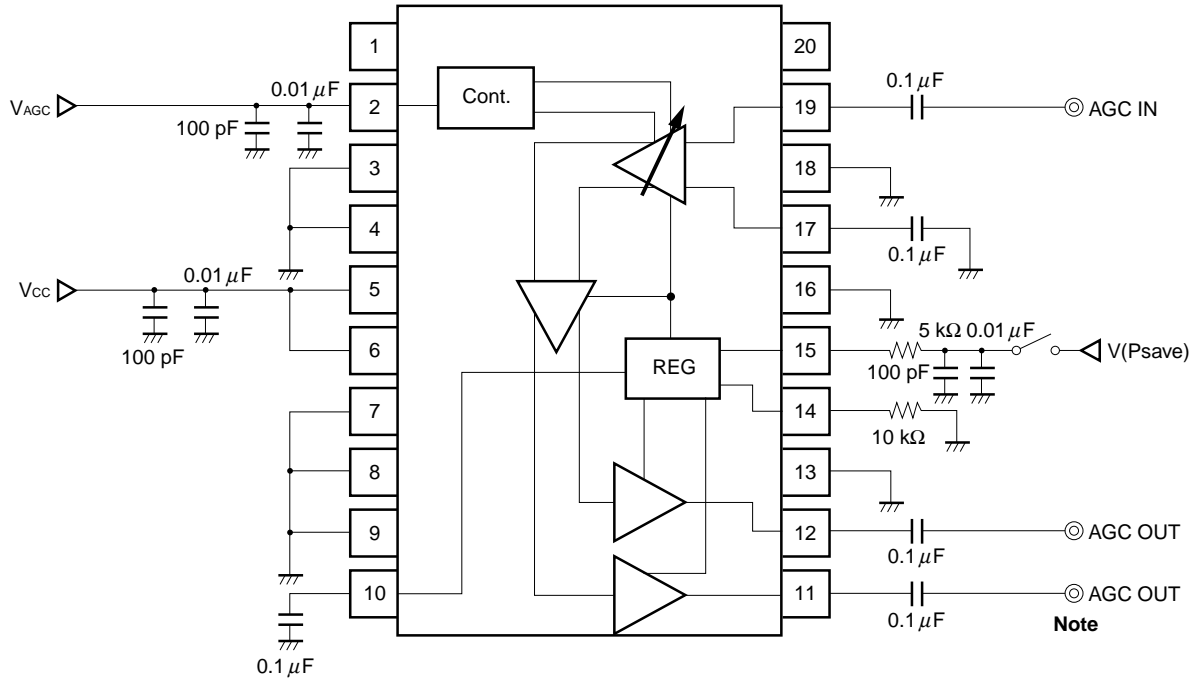 1
20
0.01 μF
0.1 μF
VAGC
2
Cont.
19
AGC IN
100 pF
3
18
4
17
0.1 μF
0.01 μF
VCC
5
16
100 pF
6
REG
15
5 kΩ 0.01 μF
V(Psave)
100 pF
7
14
10 kΩ
8
13
9
12
AGC OUT
0.1 μF
10
11
AGC OUT
0.1 μF
Note
0.1 μF